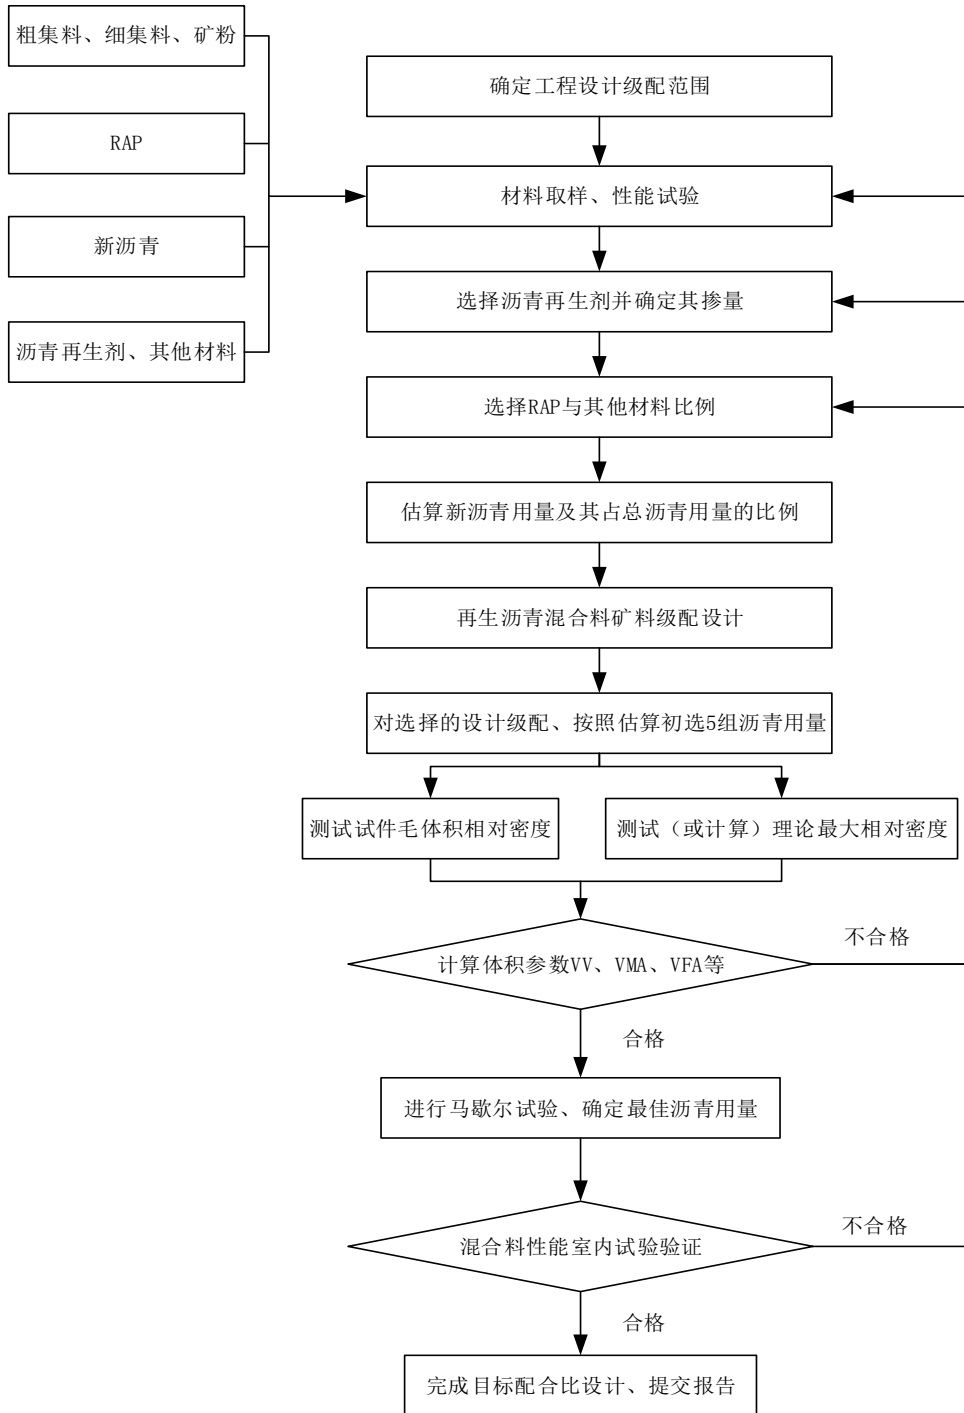 粗集料、细集料、矿粉
RAP
新沥青
沥青再生剂、其他材料
确定工程设计级配范围
材料取样、性能试验
选择沥青再生剂并确定其掺量
选择RAP与其他材料比例
估算新沥青用量及其占总沥青用量的比例
再生沥青混合料矿料级配设计
对选择的设计级配、按照估算初选5组沥青用量
测试试件毛体积相对密度
测试（或计算）理论最大相对密度
计算体积参数VV、VMA、VFA等
不合格
合格
进行马歇尔试验、确定最佳沥青用量
混合料性能室内试验验证
不合格
合格
完成目标配合比设计、提交报告